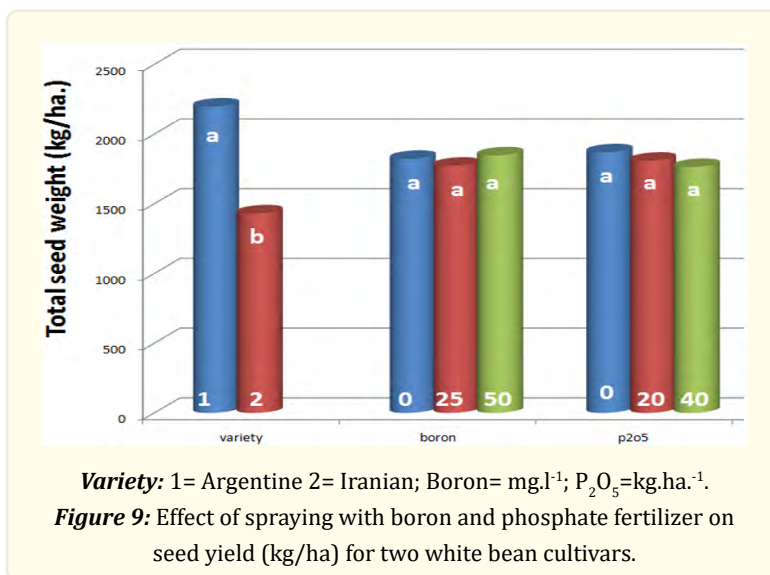 Total seed weight (kg/ha.)
2500
2000
1500
1000
500
0
a
b
a
a
a
a
a
a
1 2 0 25 50 0 20 40
variety boron p2o5
Variety: 1= Argentine 2= Iranian; Boron= mg.l⁻¹; P₂O₅=kg.ha.⁻¹.
Figure 9: Effect of spraying with boron and phosphate fertilizer on
seed yield (kg/ha) for two white bean cultivars.